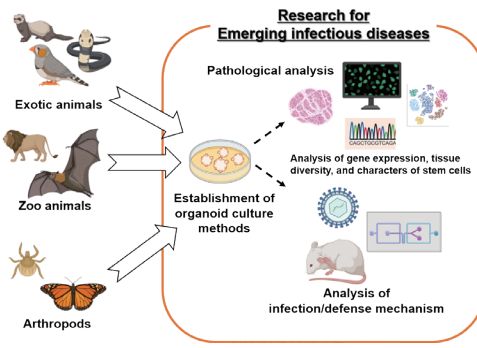 Research for
Emerging infectious diseases
Pathological analysis
Exotic animals
CAGCTGCGTCAGA
Analysis of gene expression, tissue
diversity, and characters of stem cells
Zoo animals
Establishment of
organoid culture
methods
Analysis of
infection/defense mechanism
Arthropods